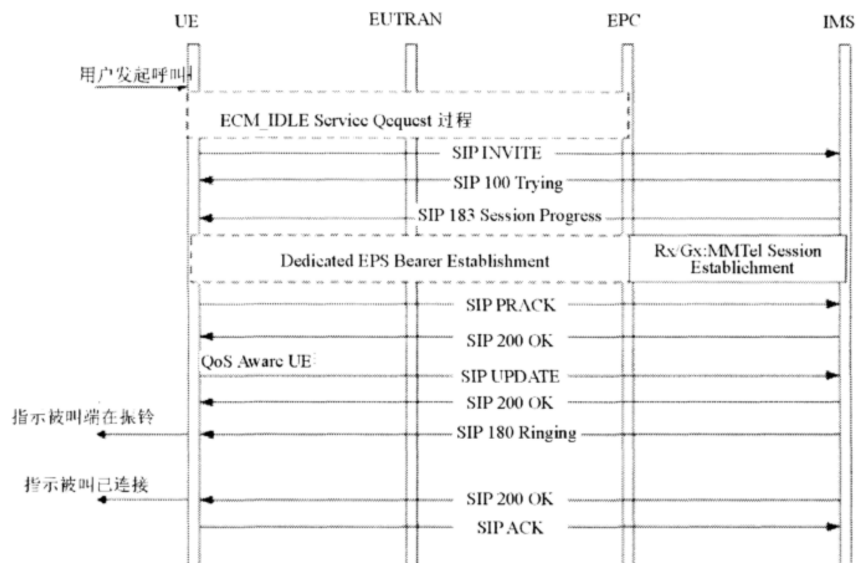 UE EUTRAN EPC IMS
用户发起呼叫
ECM_IDLE Service Qequest 过程
SIP INVITE
SIP 100 Trying
SIP 183 Session Progress
Dedicated EPS Bearer Establishment
Rx/Gx:MMTel Session
Establichment
SIP PRACK
SIP 200 OK
QoS Aware UE
SIP UPDATE
SIP 200 OK
指示被叫端在振铃
SIP 180 Ringing
指示被叫已连接
SIP 200 OK
SIP ACK